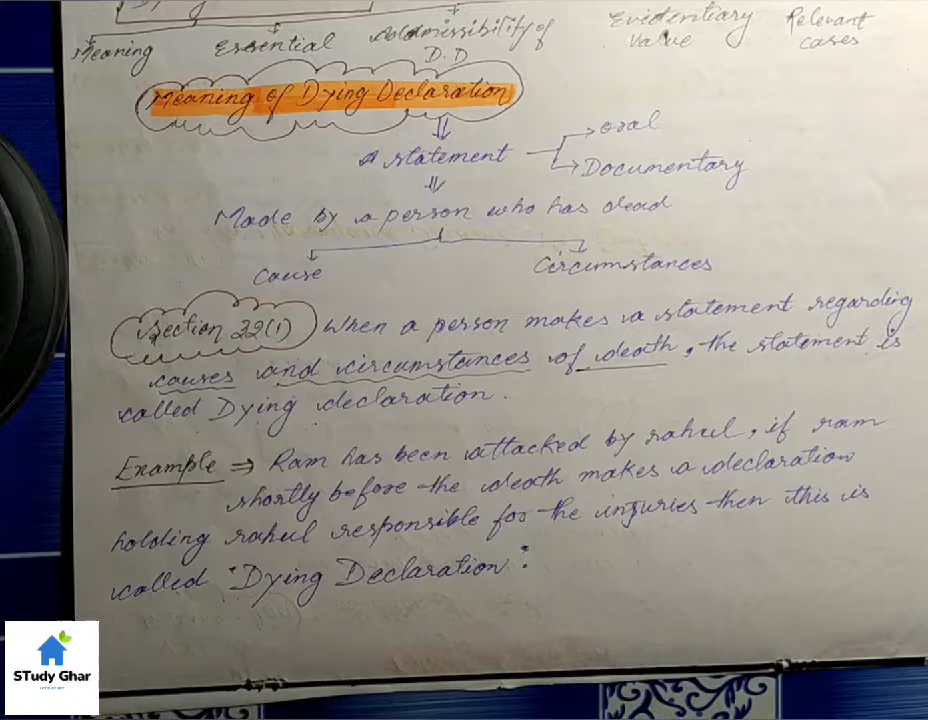 Meaning Essential Addmissibility of D.D Evidentiary Value Relevant cases
Meaning of Dying Declaration
A statement → oral
→ Documentary
Made by a person who has dead
Cause Circumstances
Section 32(1) When a person makes a statement regarding
causes and circumstances of death, the statement is
called Dying declaration.
Example ⇒ Ram has been attacked by rahul, if ram
shortly before the death makes a declaration
holding rahul responsible for the injuries then this is
called "Dying Declaration".
STudy Ghar